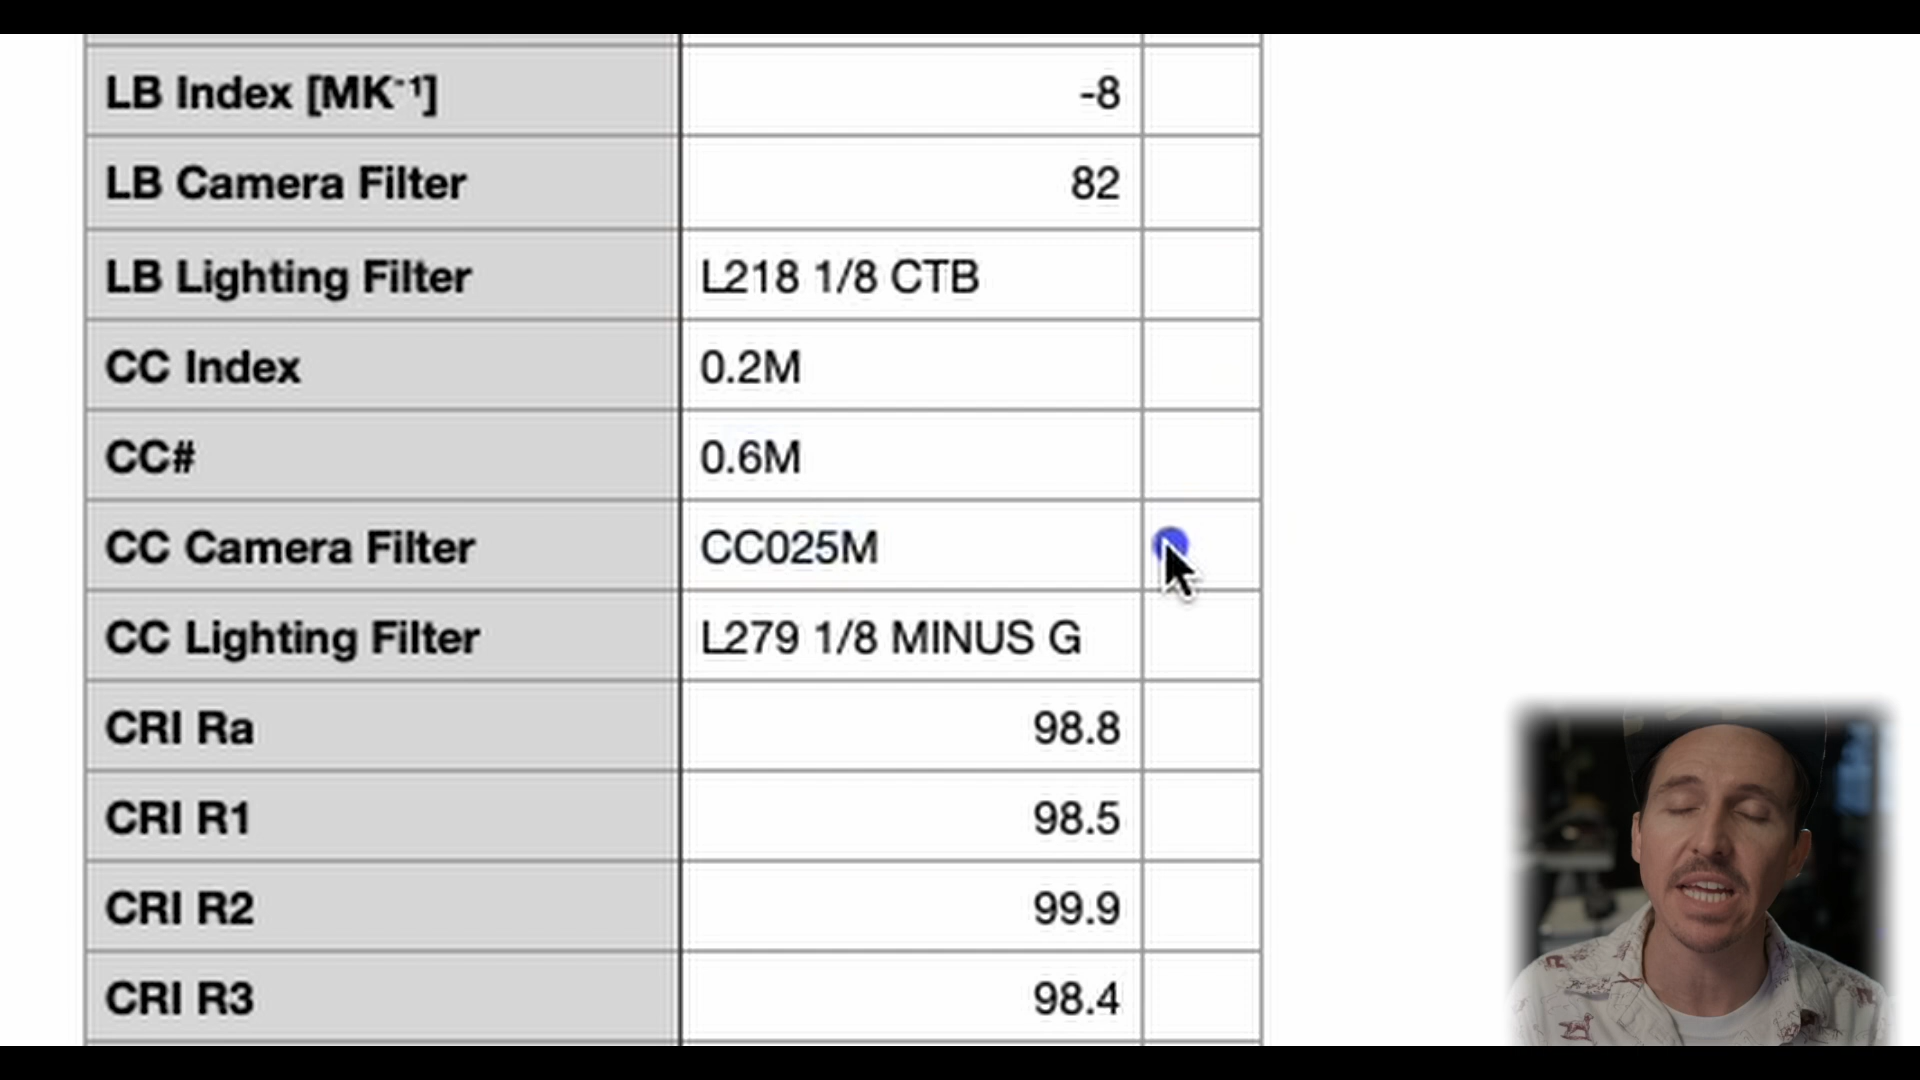 LB Index [MK⁻¹] -8
LB Camera Filter 82
LB Lighting Filter L218 1/8 CTB
CC Index 0.2M
CC# 0.6M
CC Camera Filter CC025M
CC Lighting Filter L279 1/8 MINUS G
CRI Ra 98.8
CRI R1 98.5
CRI R2 99.9
CRI R3 98.4